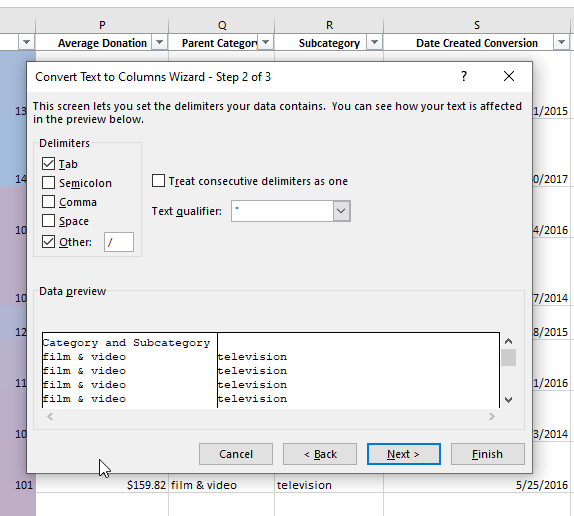 P Q R S
Average Donation Parent Category Subcategory Date Created Conversion
Convert Text to Columns Wizard - Step 2 of 3 ? ×
This screen lets you set the delimiters your data contains. You can see how your text is affected
in the preview below.
Delimiters
Tab
Semicolon
Comma
Space
Other: /
Treat consecutive delimiters as one
Text qualifier: "
Data preview
Category and Subcategory
film & video television
film & video television
film & video television
film & video television
Cancel < Back Next > Finish
13 1/2015
14 0/2017
10 4/2016
10 7/2014
12 8/2015
11 1/2016
10 3/2014
101 $159.82 film & video television 5/25/2016